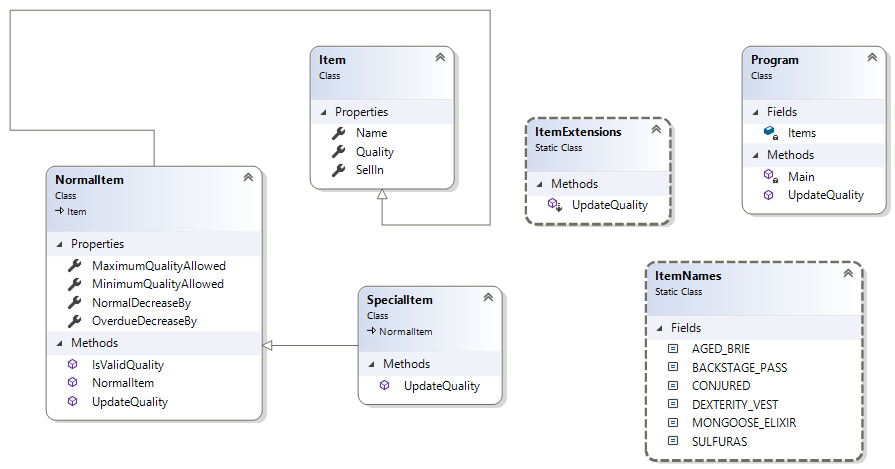 Item
Class
Properties
Name
Quality
SellIn
ItemExtensions
Static Class
Methods
UpdateQuality
Program
Class
Fields
Items
Methods
Main
UpdateQuality
NormalItem
Class
Item
Properties
MaximumQualityAllowed
MinimumQualityAllowed
NormalDecreaseBy
OverdueDecreaseBy
Methods
IsValidQuality
NormalItem
UpdateQuality
SpecialItem
Class
NormalItem
Methods
UpdateQuality
ItemNames
Static Class
Fields
AGED_BRIE
BACKSTAGE_PASS
CONJURED
DEXTERITY_VEST
MONGOOSE_ELIXIR
SULFURAS